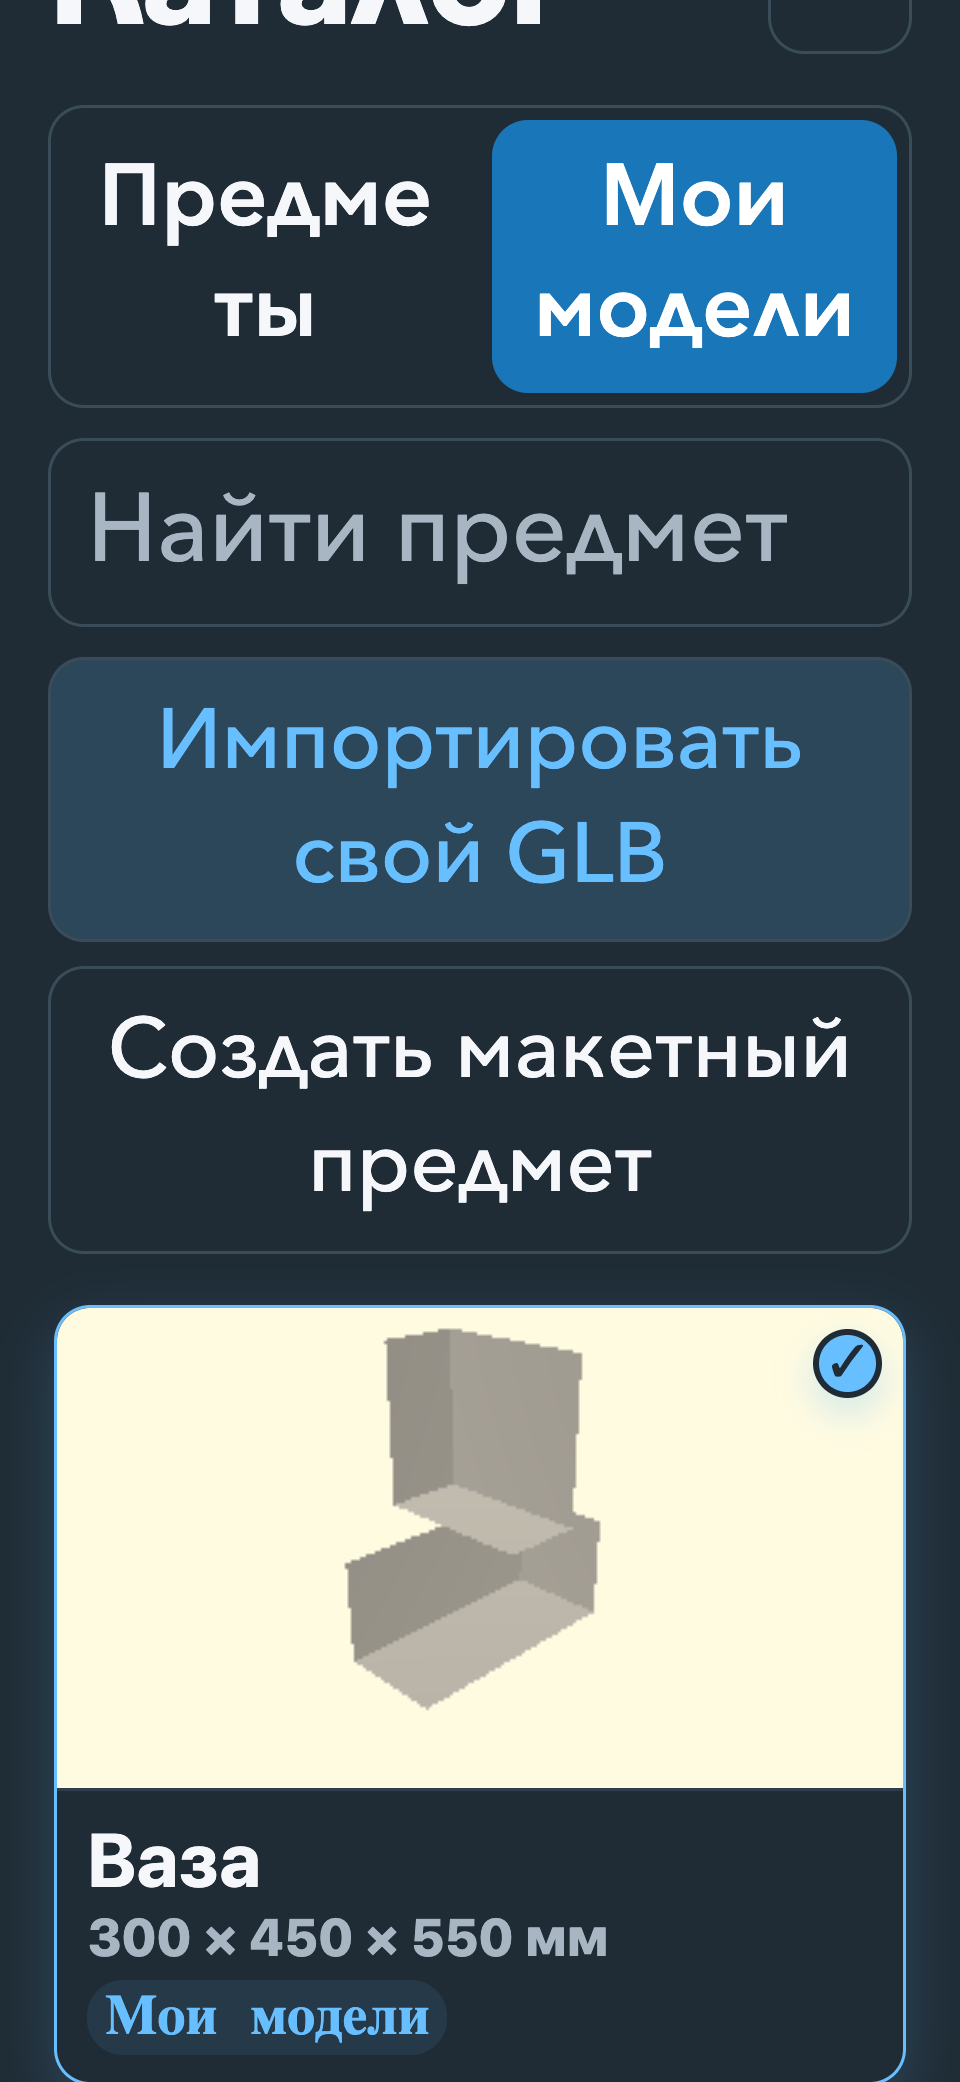 Каталог
Предме
ты
Мои
модели
Найти предмет
Импортировать
свой GLB
Создать макетный
предмет
Ваза
300 × 450 × 550 мм
Мои модели